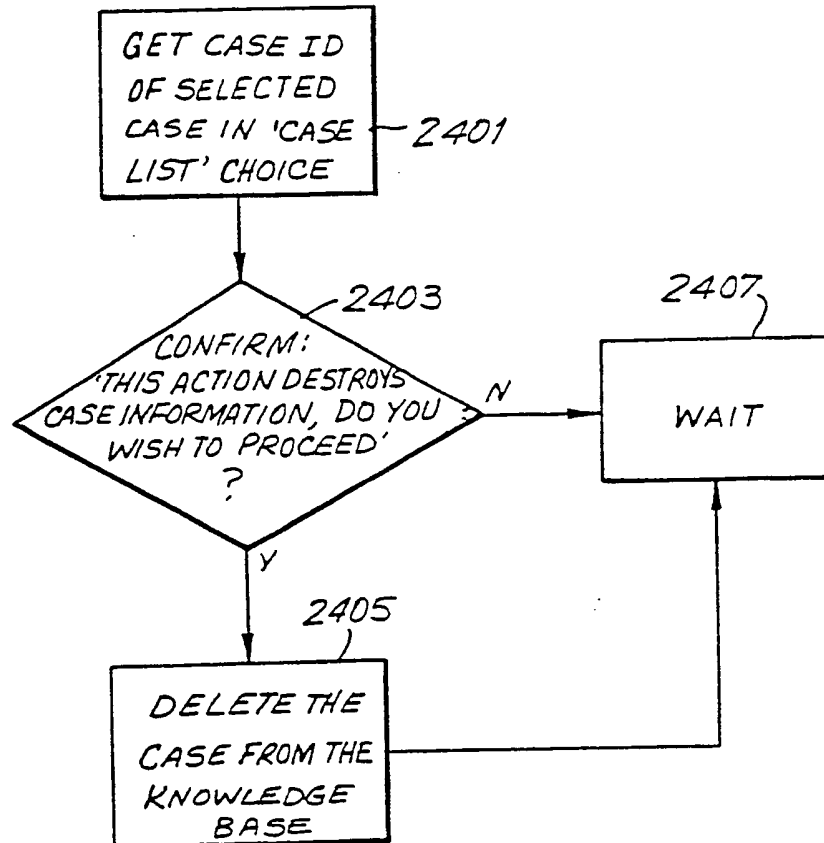 GET CASE ID
OF SELECTED
CASE IN 'CASE
LIST' CHOICE
2401
2403
CONFIRM:
'THIS ACTION DESTROYS
CASE INFORMATION, DO YOU
WISH TO PROCEED'
?
N
Y
2407
WAIT
2405
DELETE THE
CASE FROM THE
KNOWLEDGE
BASE